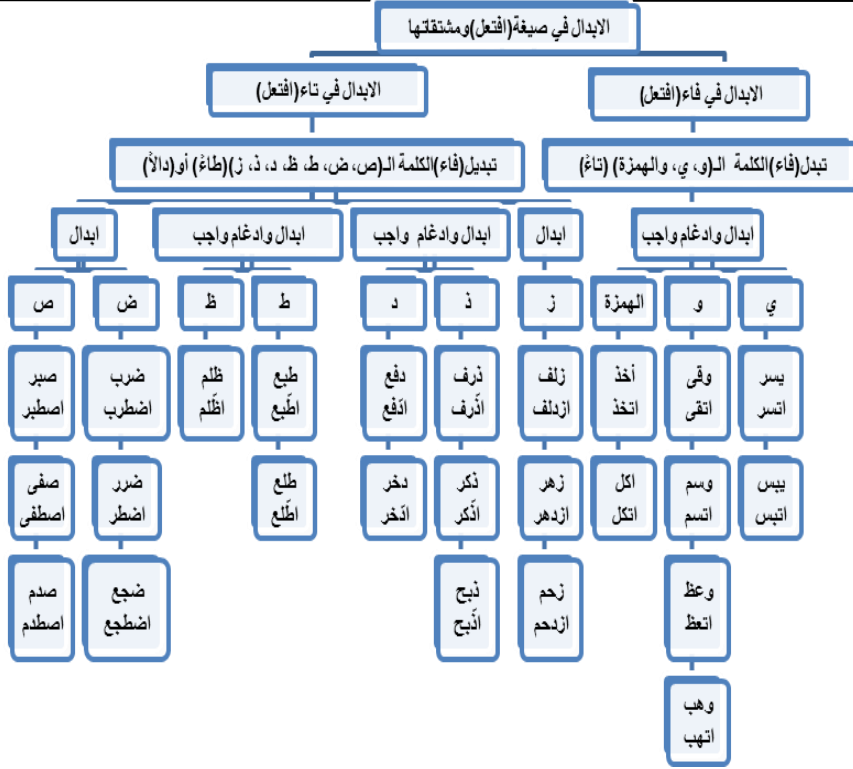 الابدال في صيغة(افتعل)ومشتقاتها
الابدال في فاء(افتعل)
الابدال في تاء(افتعل)
تبدل(فاء)الكلمة الـ(و، ي، والهمزة) (تاءً)
تبديل(فاء)الكلمة الـ(ص، ض، ط، ظ، د، ذ، ز)(طاءً) أو(دالاً)
ابدال وادغام واجب
ابدال
ابدال وادغام واجب
ابدال وادغام واجب
ابدال
ي
و
الهمزة
ز
ذ
د
ط
ظ
ض
ص
يسر
اتسر
وقى
اتقى
أخذ
اتخذ
زلف
ازدلف
ذرف
اذّرف
دفع
ادّفع
طبع
اطّبع
ظلم
اظّلم
ضرب
اضطرب
صبر
اصطبر
يبس
اتبس
وسم
اتسم
اكل
اتكل
زهر
ازدهر
ذكر
اذّكر
دخر
ادّخر
طلع
اطّلع
ضرر
اضطر
صفى
اصطفى
وعظ
اتعظ
زحم
ازدحم
ذبح
اذّبح
ضجع
اضطجع
صدم
اصطدم
وهب
اتهب